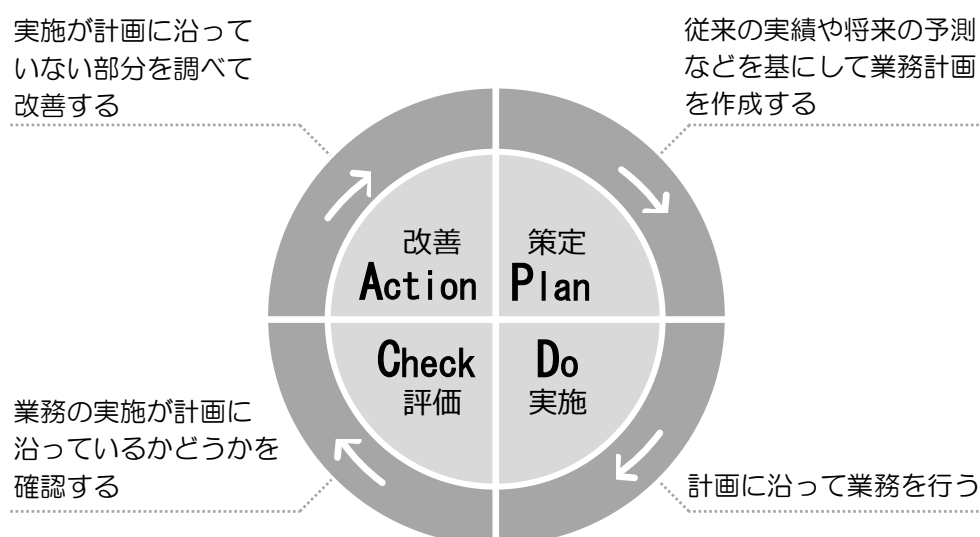 実施が計画に沿って
いない部分を調べて
改善する
従来の実績や将来の予測
などを基にして業務計画
を作成する
改善
Action
策定
Plan
Check
評価
Do
実施
業務の実施が計画に
沿っているかどうかを
確認する
計画に沿って業務を行う